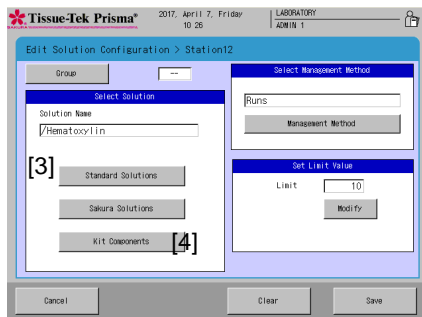 Tissue-Tek Prisma®
SAKURA
2017, April 7, Friday
10 26
LABORATORY
ADMIN 1
Edit Solution Configuration > Station12
Group
--
Select Solution
Solution Name
/Hematoxylin
[3]
Standard Solutions
Sakura Solutions
Kit Components
[4]
Select Management Method
Runs
Management Method
Set Limit Value
Limit
10
Modify
Cancel
Clear
Save